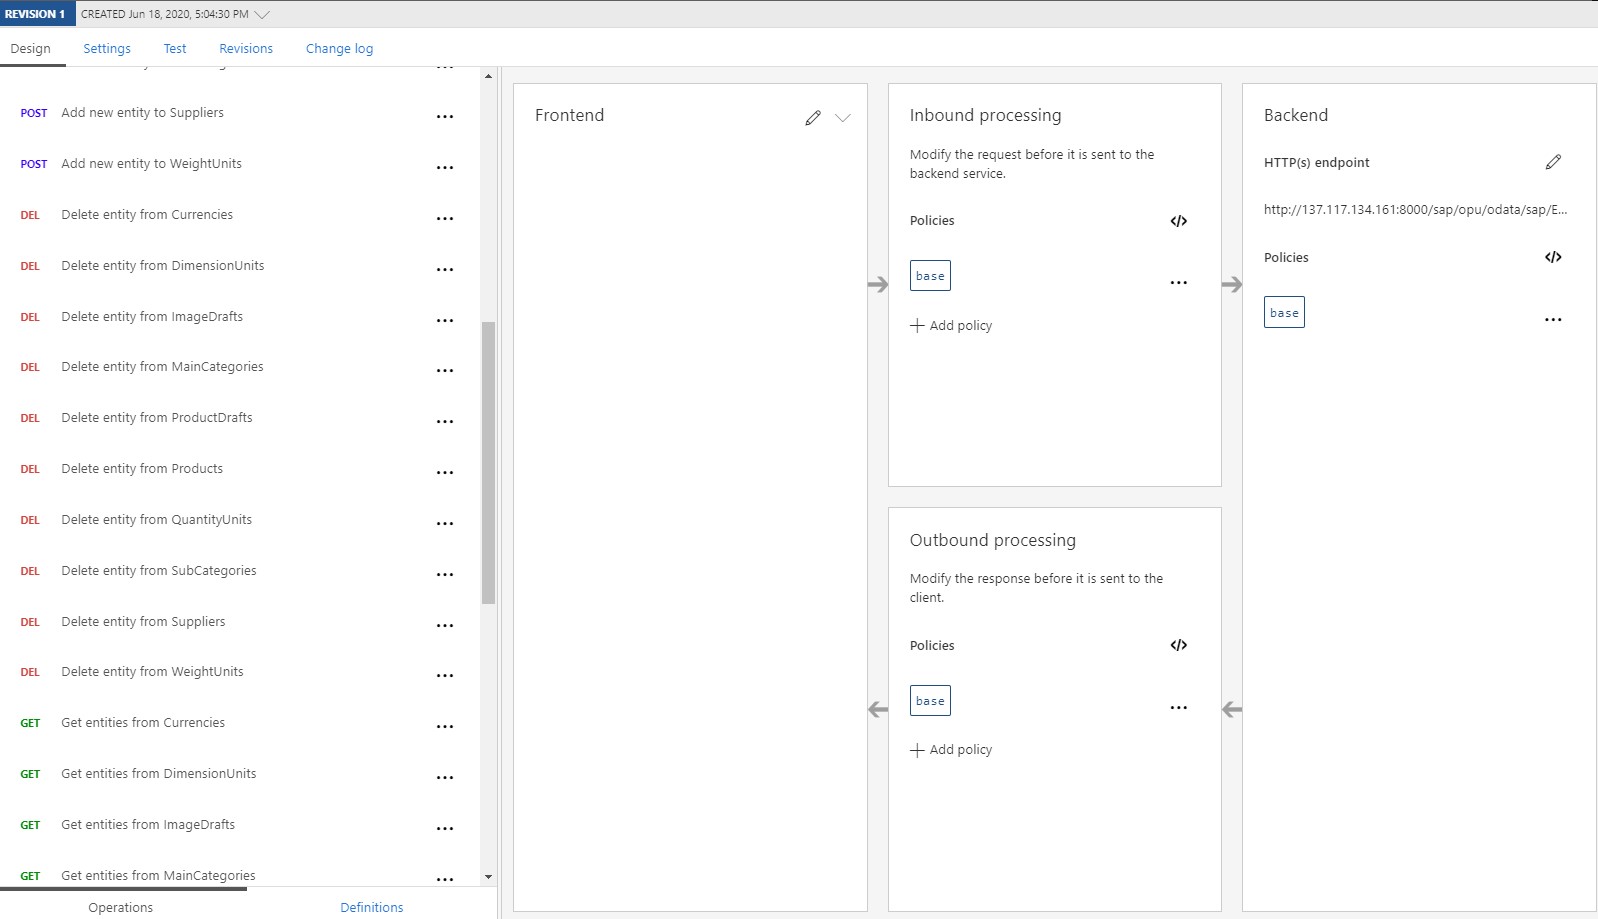 REVISION 1 CREATED Jun 18, 2020, 5:04:30 PM
Design Settings Test Revisions Change log
POST Add new entity to Suppliers ...
POST Add new entity to WeightUnits ...
DEL Delete entity from Currencies ...
DEL Delete entity from DimensionUnits ...
DEL Delete entity from ImageDrafts ...
DEL Delete entity from MainCategories ...
DEL Delete entity from ProductDrafts ...
DEL Delete entity from Products ...
DEL Delete entity from QuantityUnits ...
DEL Delete entity from SubCategories ...
DEL Delete entity from Suppliers ...
DEL Delete entity from WeightUnits ...
GET Get entities from Currencies ...
GET Get entities from DimensionUnits ...
GET Get entities from ImageDrafts ...
GET Get entities from MainCategories ...
Operations Definitions
Frontend
Inbound processing
Modify the request before it is sent to the
backend service.
Policies </>
base ...
+ Add policy
Outbound processing
Modify the response before it is sent to the
client.
Policies </>
base ...
+ Add policy
Backend
HTTP(s) endpoint
http://137.117.134.161:8000/sap/opu/odata/sap/E...
Policies </>
base ...